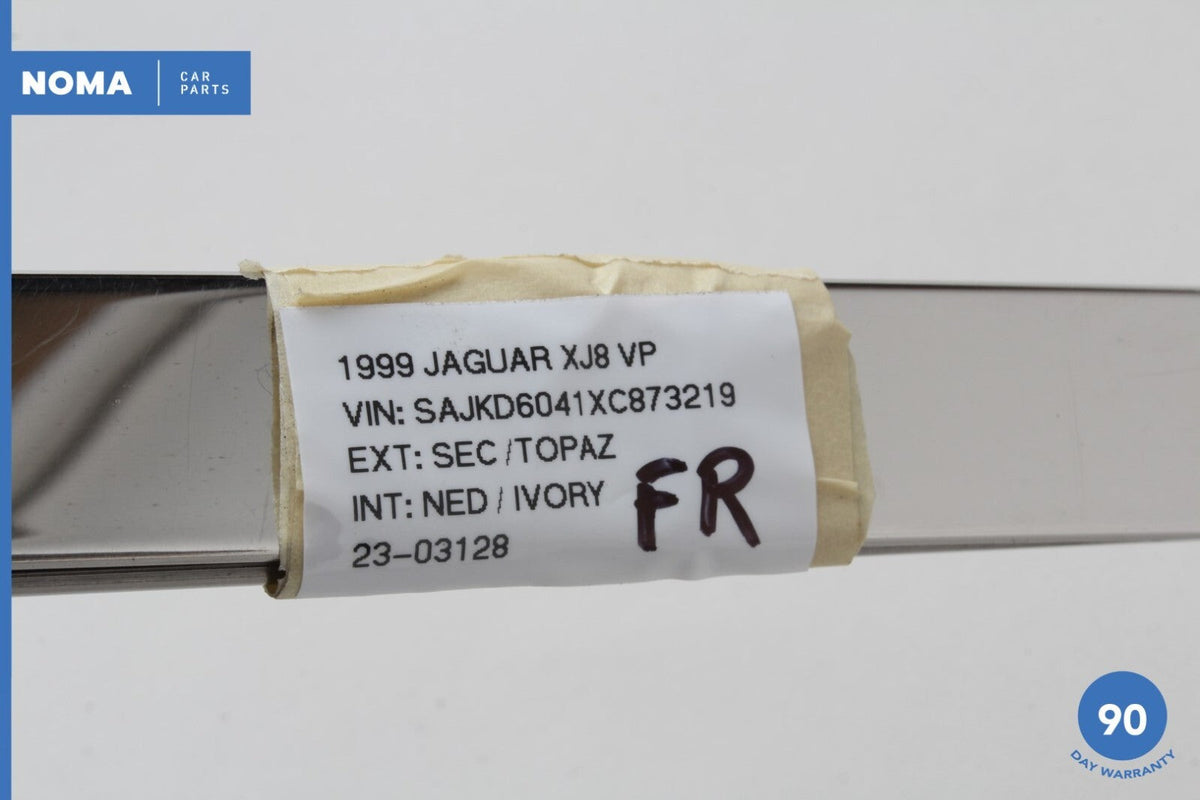 NOMA
CAR
PARTS
1999 JAGUAR XJ8 VP
VIN: SAJKD6041XC873219
EXT: SEC /TOPAZ
INT: NED / IVORY
FR
23-03128
90
DAY WARRANTY